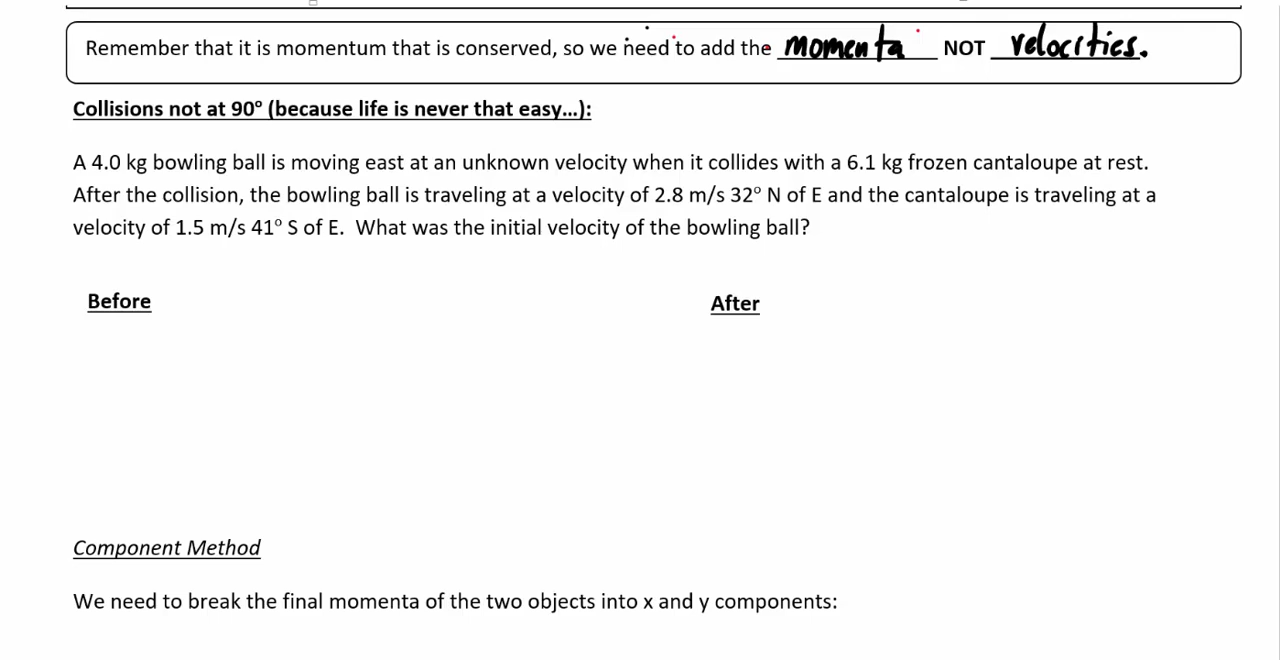 Remember that it is momentum that is conserved, so we need to add the momenta NOT velocities.
Collisions not at 90° (because life is never that easy...):
A 4.0 kg bowling ball is moving east at an unknown velocity when it collides with a 6.1 kg frozen cantaloupe at rest.
After the collision, the bowling ball is traveling at a velocity of 2.8 m/s 32° N of E and the cantaloupe is traveling at a
velocity of 1.5 m/s 41° S of E. What was the initial velocity of the bowling ball?
Before After
Component Method
We need to break the final momenta of the two objects into x and y components: